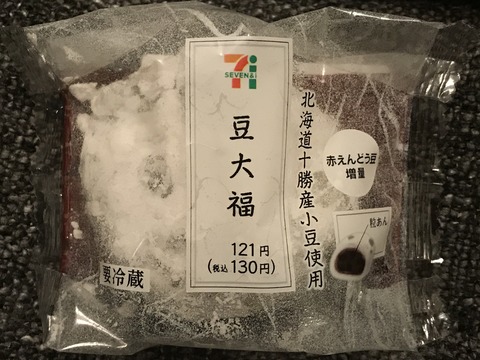 SEVEN&i
豆大福
121円
(税込130円)
北海道十勝産小豆使用
赤えんどう豆
増量
粒あん
要冷蔵